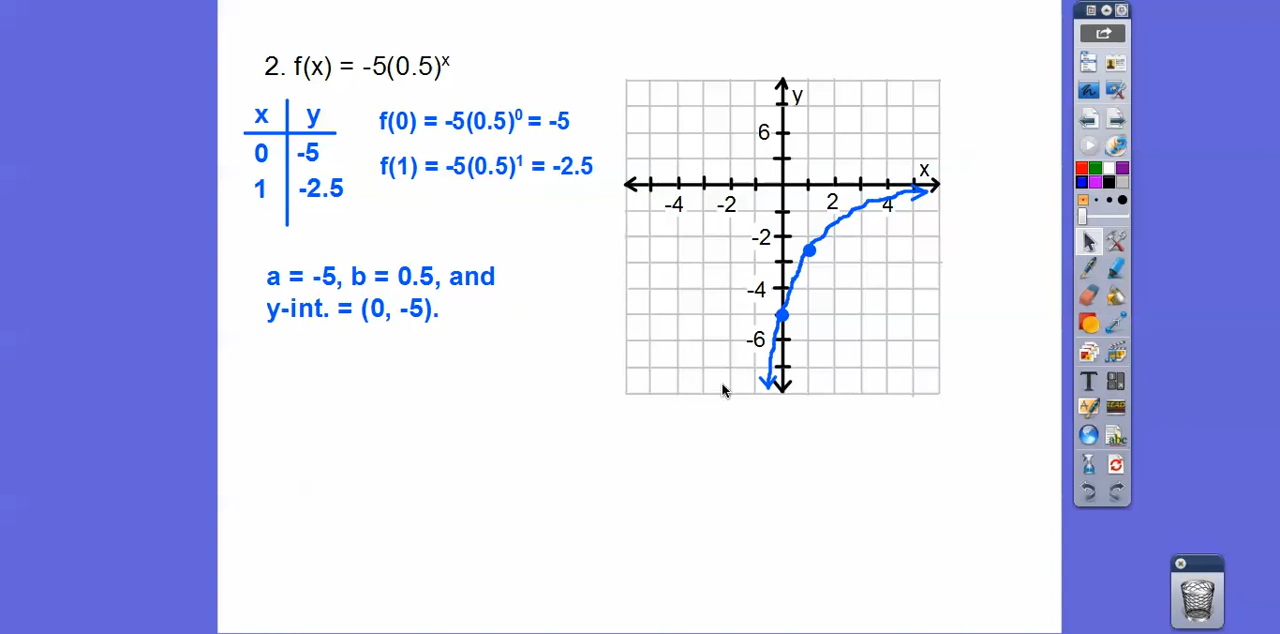 2. f(x) = -5(0.5)ˣ
x y
0 -5
1 -2.5
f(0) = -5(0.5)⁰ = -5
f(1) = -5(0.5)¹ = -2.5
a = -5, b = 0.5, and
y-int. = (0, -5).
y
6
x
-4 -2 2 4
-2
-4
-6
T
abc